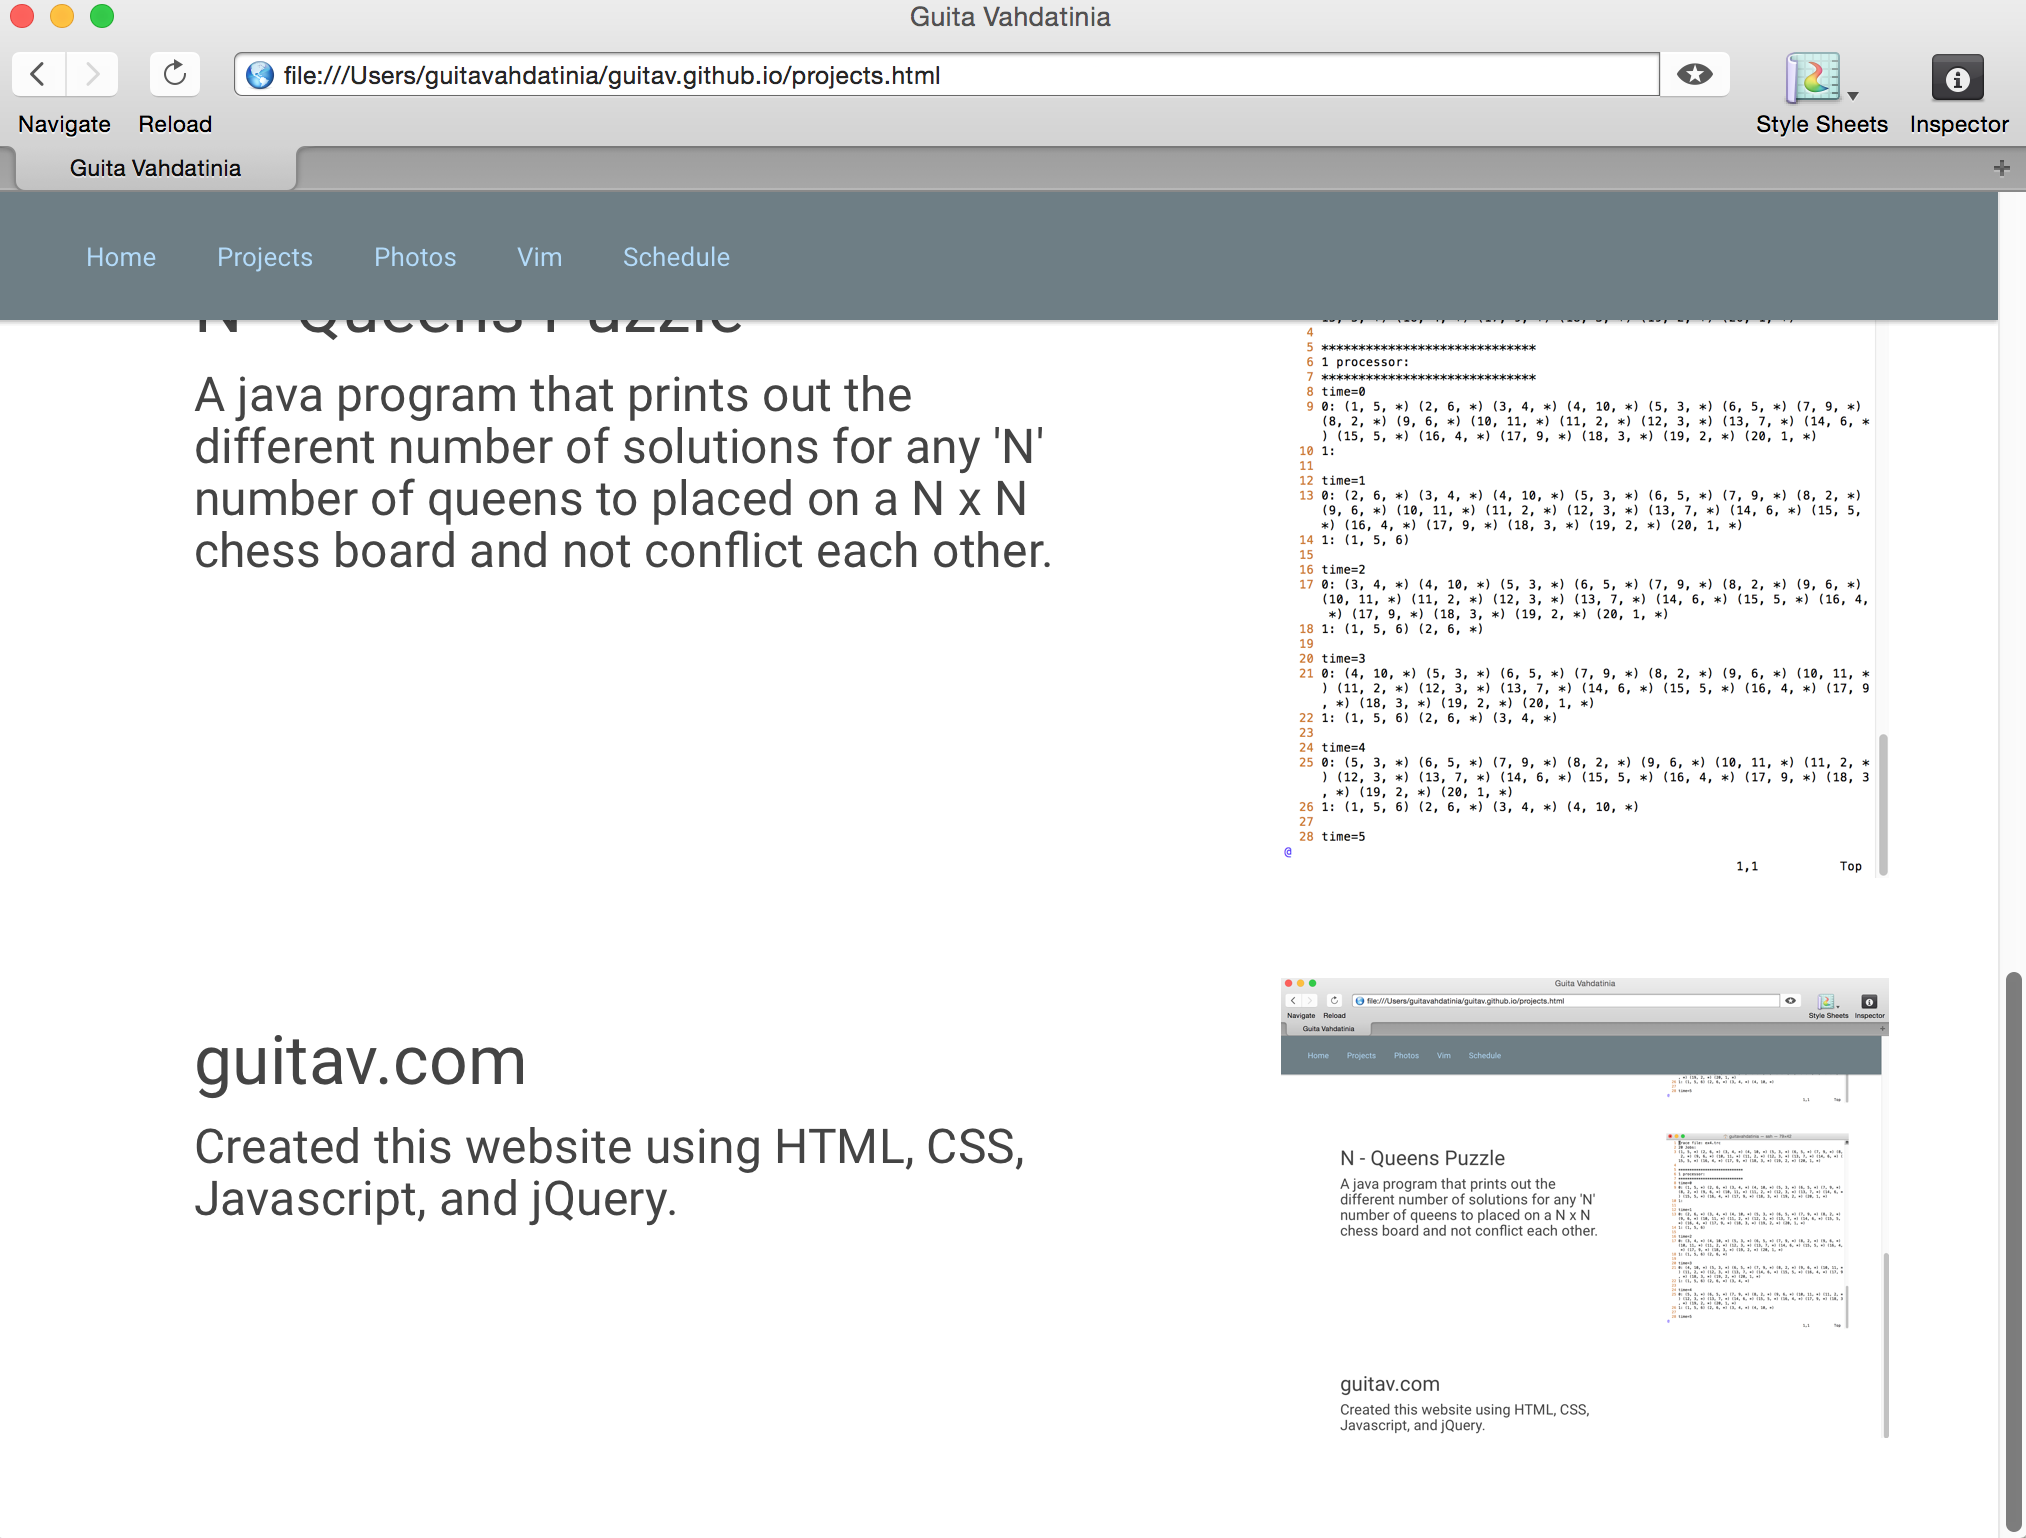 Guita Vahdatinia
file:///Users/guitavahdatinia/guitav.github.io/projects.html
Navigate Reload Style Sheets Inspector
Guita Vahdatinia
Home Projects Photos Vim Schedule
N - Queens Puzzle
A java program that prints out the
different number of solutions for any 'N'
number of queens to placed on a N x N
chess board and not conflict each other.
4
5 *****************************
6 1 processor:
7 *****************************
8 time=0
9 0: (1, 5, *) (2, 6, *) (3, 4, *) (4, 10, *) (5, 3, *) (6, 5, *) (7, 9, *)
(8, 2, *) (9, 6, *) (10, 11, *) (11, 2, *) (12, 3, *) (13, 7, *) (14, 6, *
) (15, 5, *) (16, 4, *) (17, 9, *) (18, 3, *) (19, 2, *) (20, 1, *)
10 1:
11
12 time=1
13 0: (2, 6, *) (3, 4, *) (4, 10, *) (5, 3, *) (6, 5, *) (7, 9, *) (8, 2, *)
(9, 6, *) (10, 11, *) (11, 2, *) (12, 3, *) (13, 7, *) (14, 6, *) (15, 5,
*) (16, 4, *) (17, 9, *) (18, 3, *) (19, 2, *) (20, 1, *)
14 1: (1, 5, 6)
15
16 time=2
17 0: (3, 4, *) (4, 10, *) (5, 3, *) (6, 5, *) (7, 9, *) (8, 2, *) (9, 6, *)
(10, 11, *) (11, 2, *) (12, 3, *) (13, 7, *) (14, 6, *) (15, 5, *) (16, 4,
*) (17, 9, *) (18, 3, *) (19, 2, *) (20, 1, *)
18 1: (1, 5, 6) (2, 6, *)
19
20 time=3
21 0: (4, 10, *) (5, 3, *) (6, 5, *) (7, 9, *) (8, 2, *) (9, 6, *) (10, 11, *
) (11, 2, *) (12, 3, *) (13, 7, *) (14, 6, *) (15, 5, *) (16, 4, *) (17, 9
, *) (18, 3, *) (19, 2, *) (20, 1, *)
22 1: (1, 5, 6) (2, 6, *) (3, 4, *)
23
24 time=4
25 0: (5, 3, *) (6, 5, *) (7, 9, *) (8, 2, *) (9, 6, *) (10, 11, *) (11, 2, *
) (12, 3, *) (13, 7, *) (14, 6, *) (15, 5, *) (16, 4, *) (17, 9, *) (18, 3
, *) (19, 2, *) (20, 1, *)
26 1: (1, 5, 6) (2, 6, *) (3, 4, *) (4, 10, *)
27
28 time=5
@
1,1 Top
guitav.com
Created this website using HTML, CSS,
Javascript, and jQuery.
Guita Vahdatinia
file:///Users/guitavahdatinia/guitav.github.io/projects.html
Navigate Reload Style Sheets Inspector
Guita Vahdatinia
Home Projects Photos Vim Schedule
N - Queens Puzzle
A java program that prints out the
different number of solutions for any 'N'
number of queens to placed on a N x N
chess board and not conflict each other.
guitav.com
Created this website using HTML, CSS,
Javascript, and jQuery.